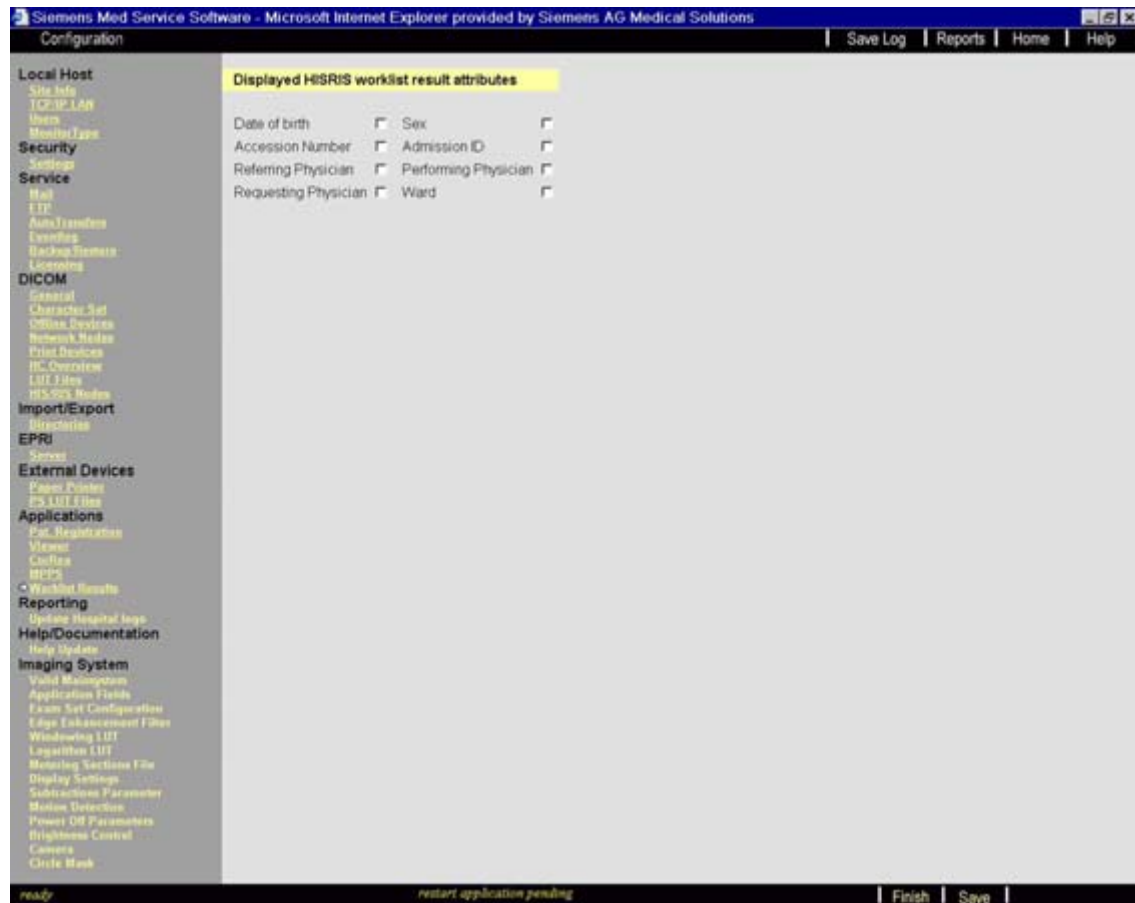 Siemens Med Service Software - Microsoft Internet Explorer provided by Siemens AG Medical Solutions
Configuration
Save Log
Reports
Home
Help
Local Host
Site Info
TCP/IP LAN
Users
MonitorType
Security
Settings
Service
Mail
FTP
AutoTransfers
Eventlog
Licensing
DICOM
General
Character Set
Offline Devices
Network Nodes
Print Devices
HC Overview
LUT Files
HIS/RIS Nodes
Import/Export
Directories
EPRI
Server
External Devices
Paper Printer
PS LUT Files
Applications
Pat. Registration
Viewer
MPPS
Worklist Results
Reporting
Update Hospital logo
Help/Documentation
Help Update
Imaging System
Valid Mainsystem
Application Fields
Exam Set Configuration
Edge Enhancement Filter
Windowing LUT
Logarithm LUT
Metering Sections File
Display Settings
Subtractions Parameter
Motion Detection
Power Off Parameters
Brightness Control
Camera
Circle Mask
Displayed HISRIS worklist result attributes
Date of birth
Sex
Accession Number
Admission ID
Referring Physician
Performing Physician
Requesting Physician
Ward
ready
restart application pending
Finish
Save